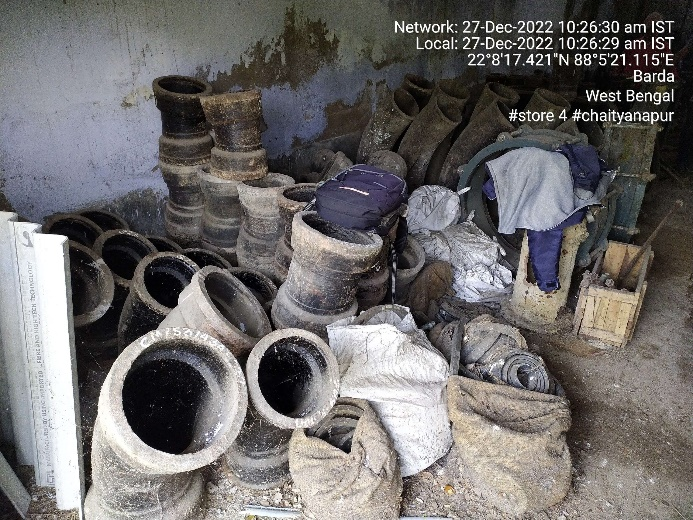 Network: 27-Dec-2022 10:26:30 am IST
Local: 27-Dec-2022 10:26:29 am IST
22°8'17.421"N 88°5'21.115"E
Barda
West Bengal
#store 4 #chaityanapur